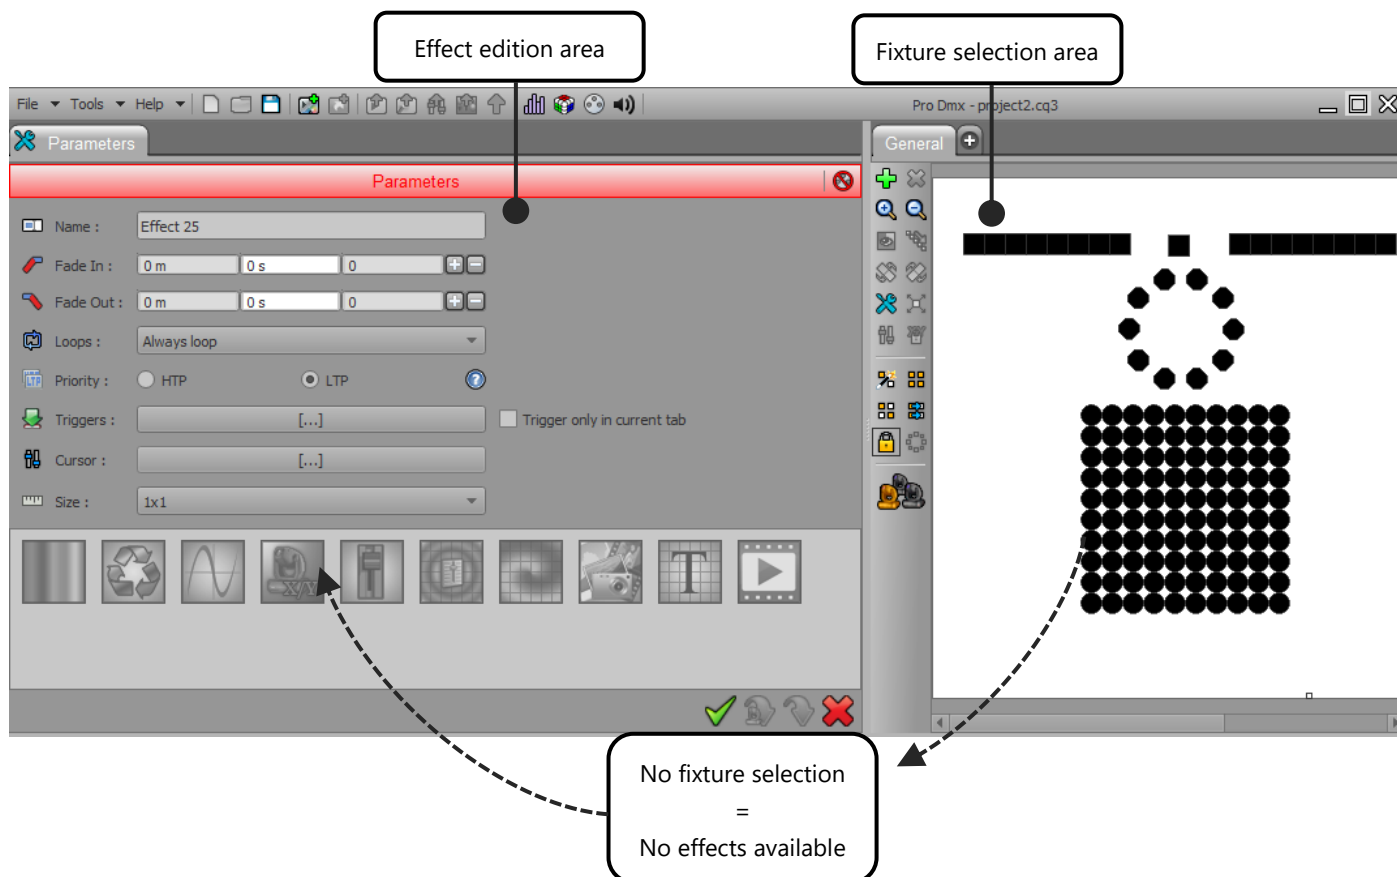 Effect edition area
Fixture selection area
File Tools Help
Pro Dmx - project2.cq3
Parameters
General
Parameters
Name : Effect 25
Fade In : 0 m 0 s 0
Fade Out : 0 m 0 s 0
Loops : Always loop
LTP Priority : HTP LTP ?
Triggers : [...] Trigger only in current tab
Cursor : [...]
Size : 1x1
X/Y T
No fixture selection
=
No effects available